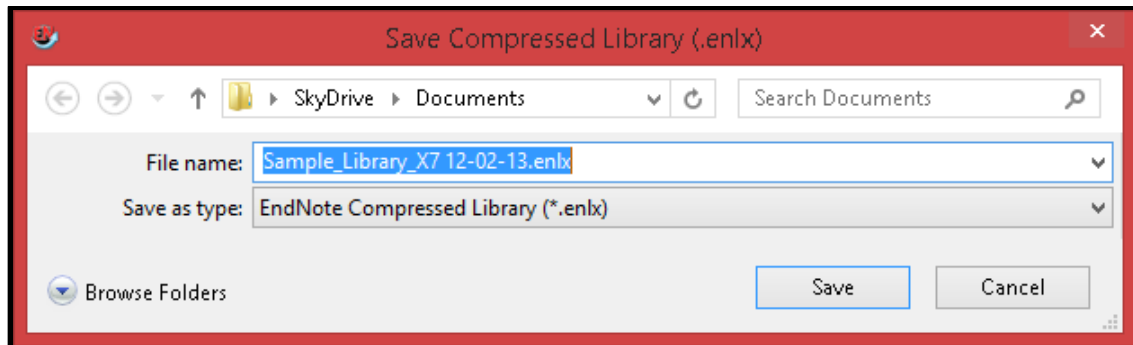 Save Compressed Library (.enlx)
SkyDrive Documents Search Documents
File name: Sample_Library_X7 12-02-13.enlx
Save as type: EndNote Compressed Library (*.enlx)
Browse Folders Save Cancel